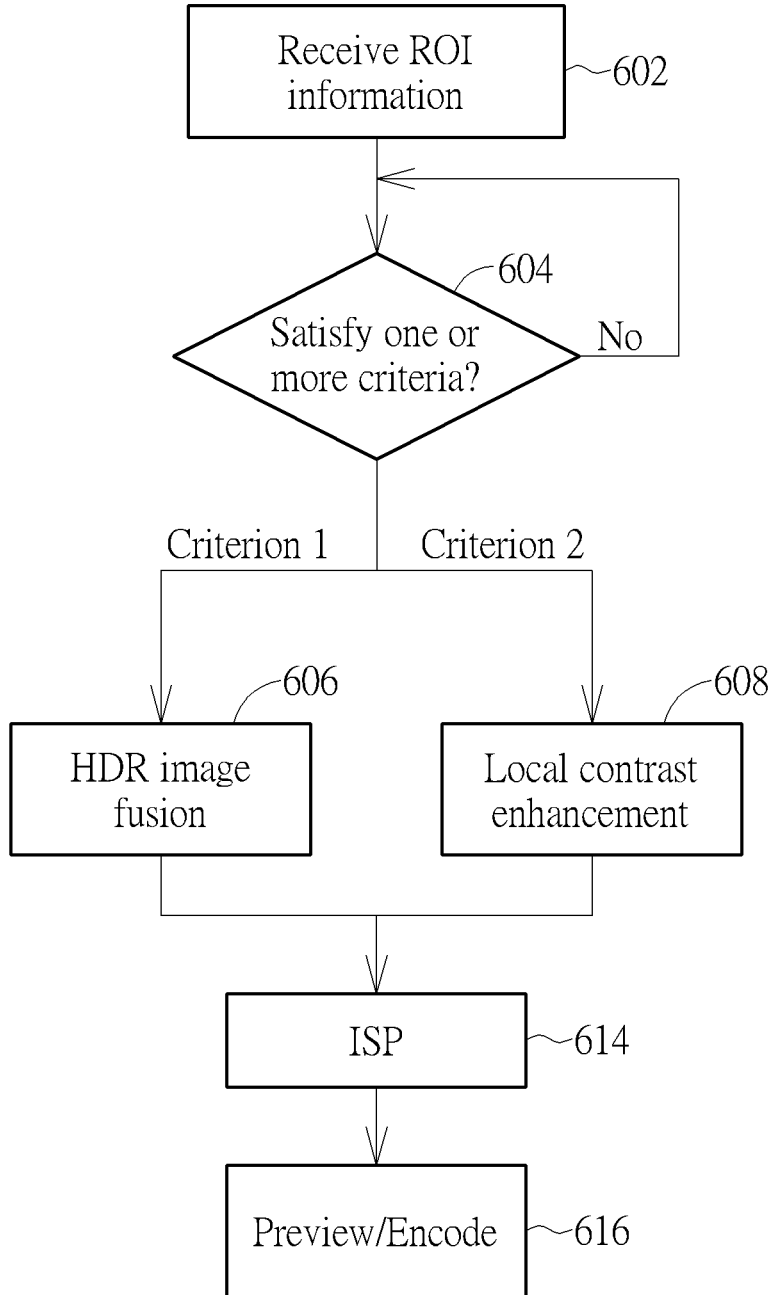 Receive ROI
information
602
604
Satisfy one or
more criteria?
No
Criterion 1
Criterion 2
606
608
HDR image
fusion
Local contrast
enhancement
ISP
614
Preview/Encode
616